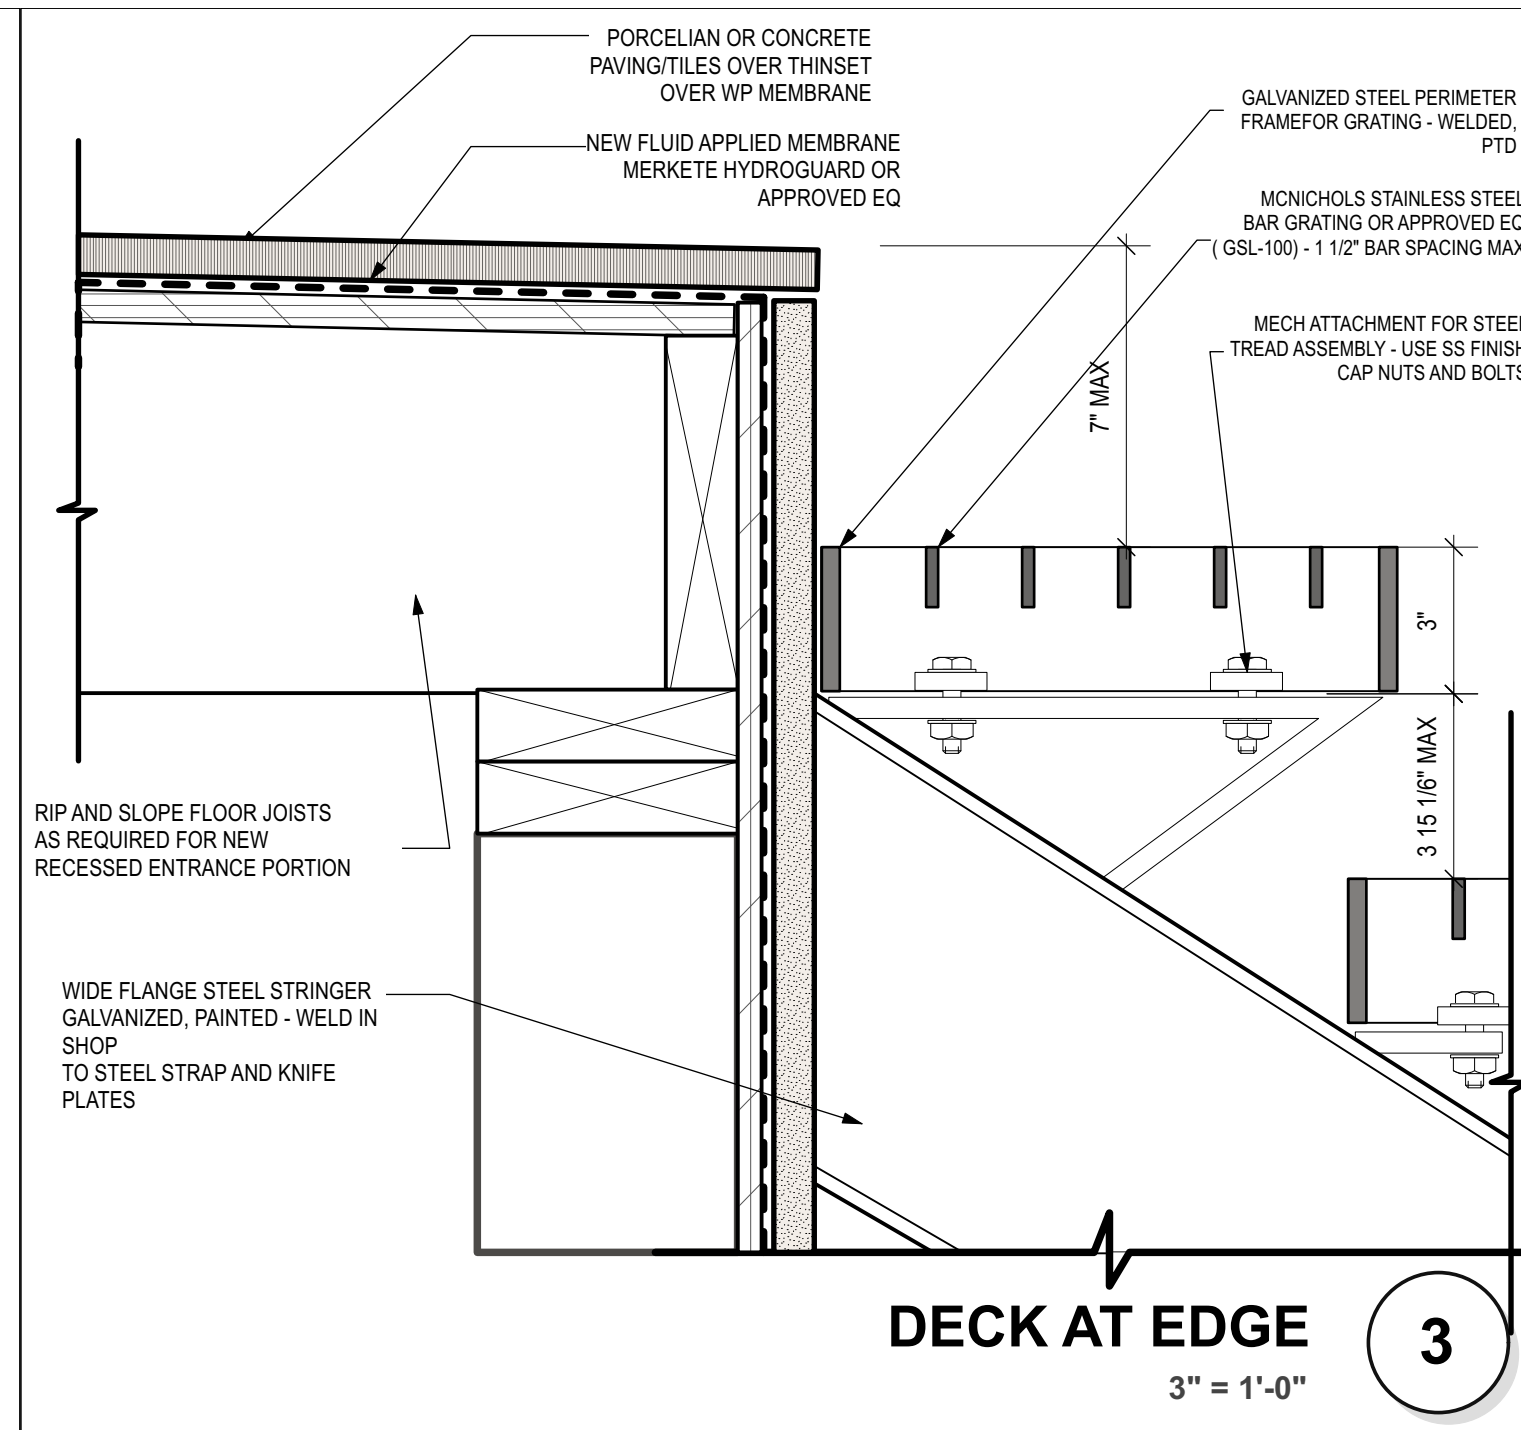 PORCELIAN OR CONCRETE
PAVING/TILES OVER THINSET
OVER WP MEMBRANE
NEW FLUID APPLIED MEMBRANE
MERKETE HYDROGUARD OR
APPROVED EQ
GALVANIZED STEEL PERIMETER
FRAMEFOR GRATING - WELDED,
PTD
MCNICHOLS STAINLESS STEEL
BAR GRATING OR APPROVED EQ
( GSL-100) - 1 1/2" BAR SPACING MAX
MECH ATTACHMENT FOR STEEL
TREAD ASSEMBLY - USE SS FINISH
CAP NUTS AND BOLTS
7" MAX
3"
3 15 1/6" MAX
RIP AND SLOPE FLOOR JOISTS
AS REQUIRED FOR NEW
RECESSED ENTRANCE PORTION
WIDE FLANGE STEEL STRINGER
GALVANIZED, PAINTED - WELD IN
SHOP
TO STEEL STRAP AND KNIFE
PLATES
DECK AT EDGE
3
3" = 1'-0"